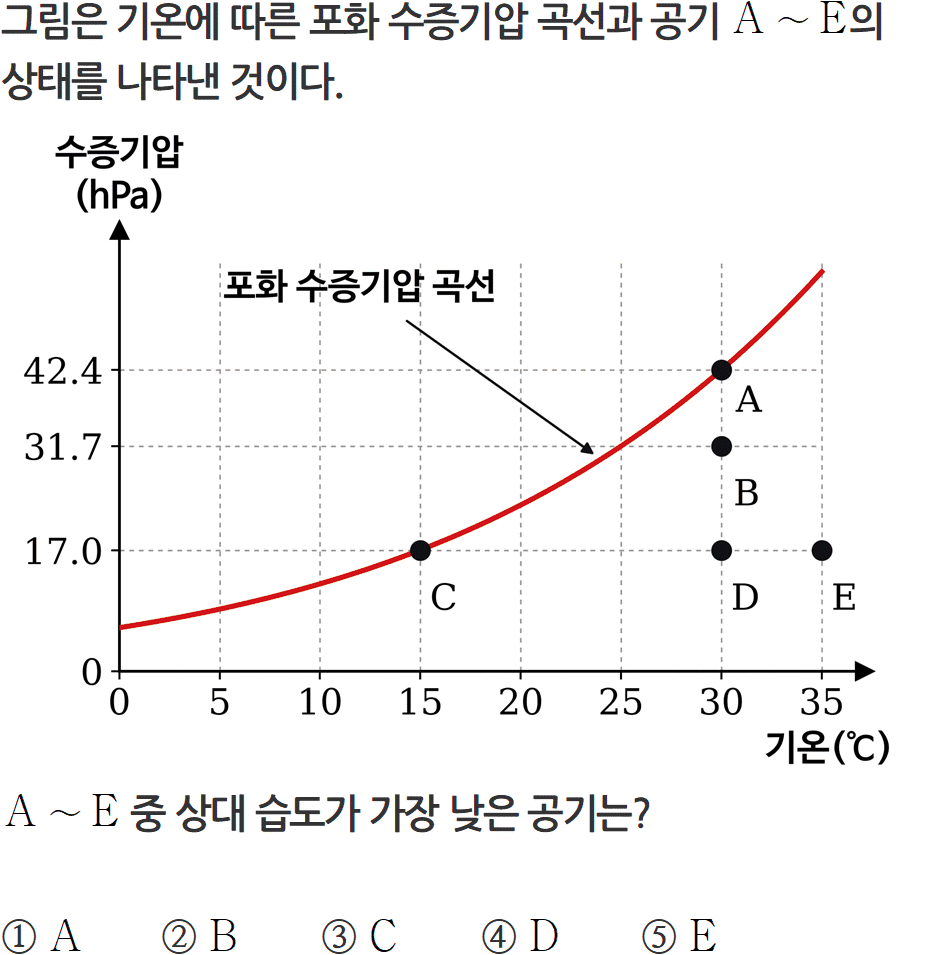 그림은 기온에 따른 포화 수증기압 곡선과 공기 A ~ E의
상태를 나타낸 것이다.
수증기압
(hPa)
포화 수증기압 곡선
42.4
A
31.7
B
17.0
C
D
E
0
0 5 10 15 20 25 30 35
기온(℃)
A ~ E 중 상대 습도가 가장 낮은 공기는?
① A ② B ③ C ④ D ⑤ E